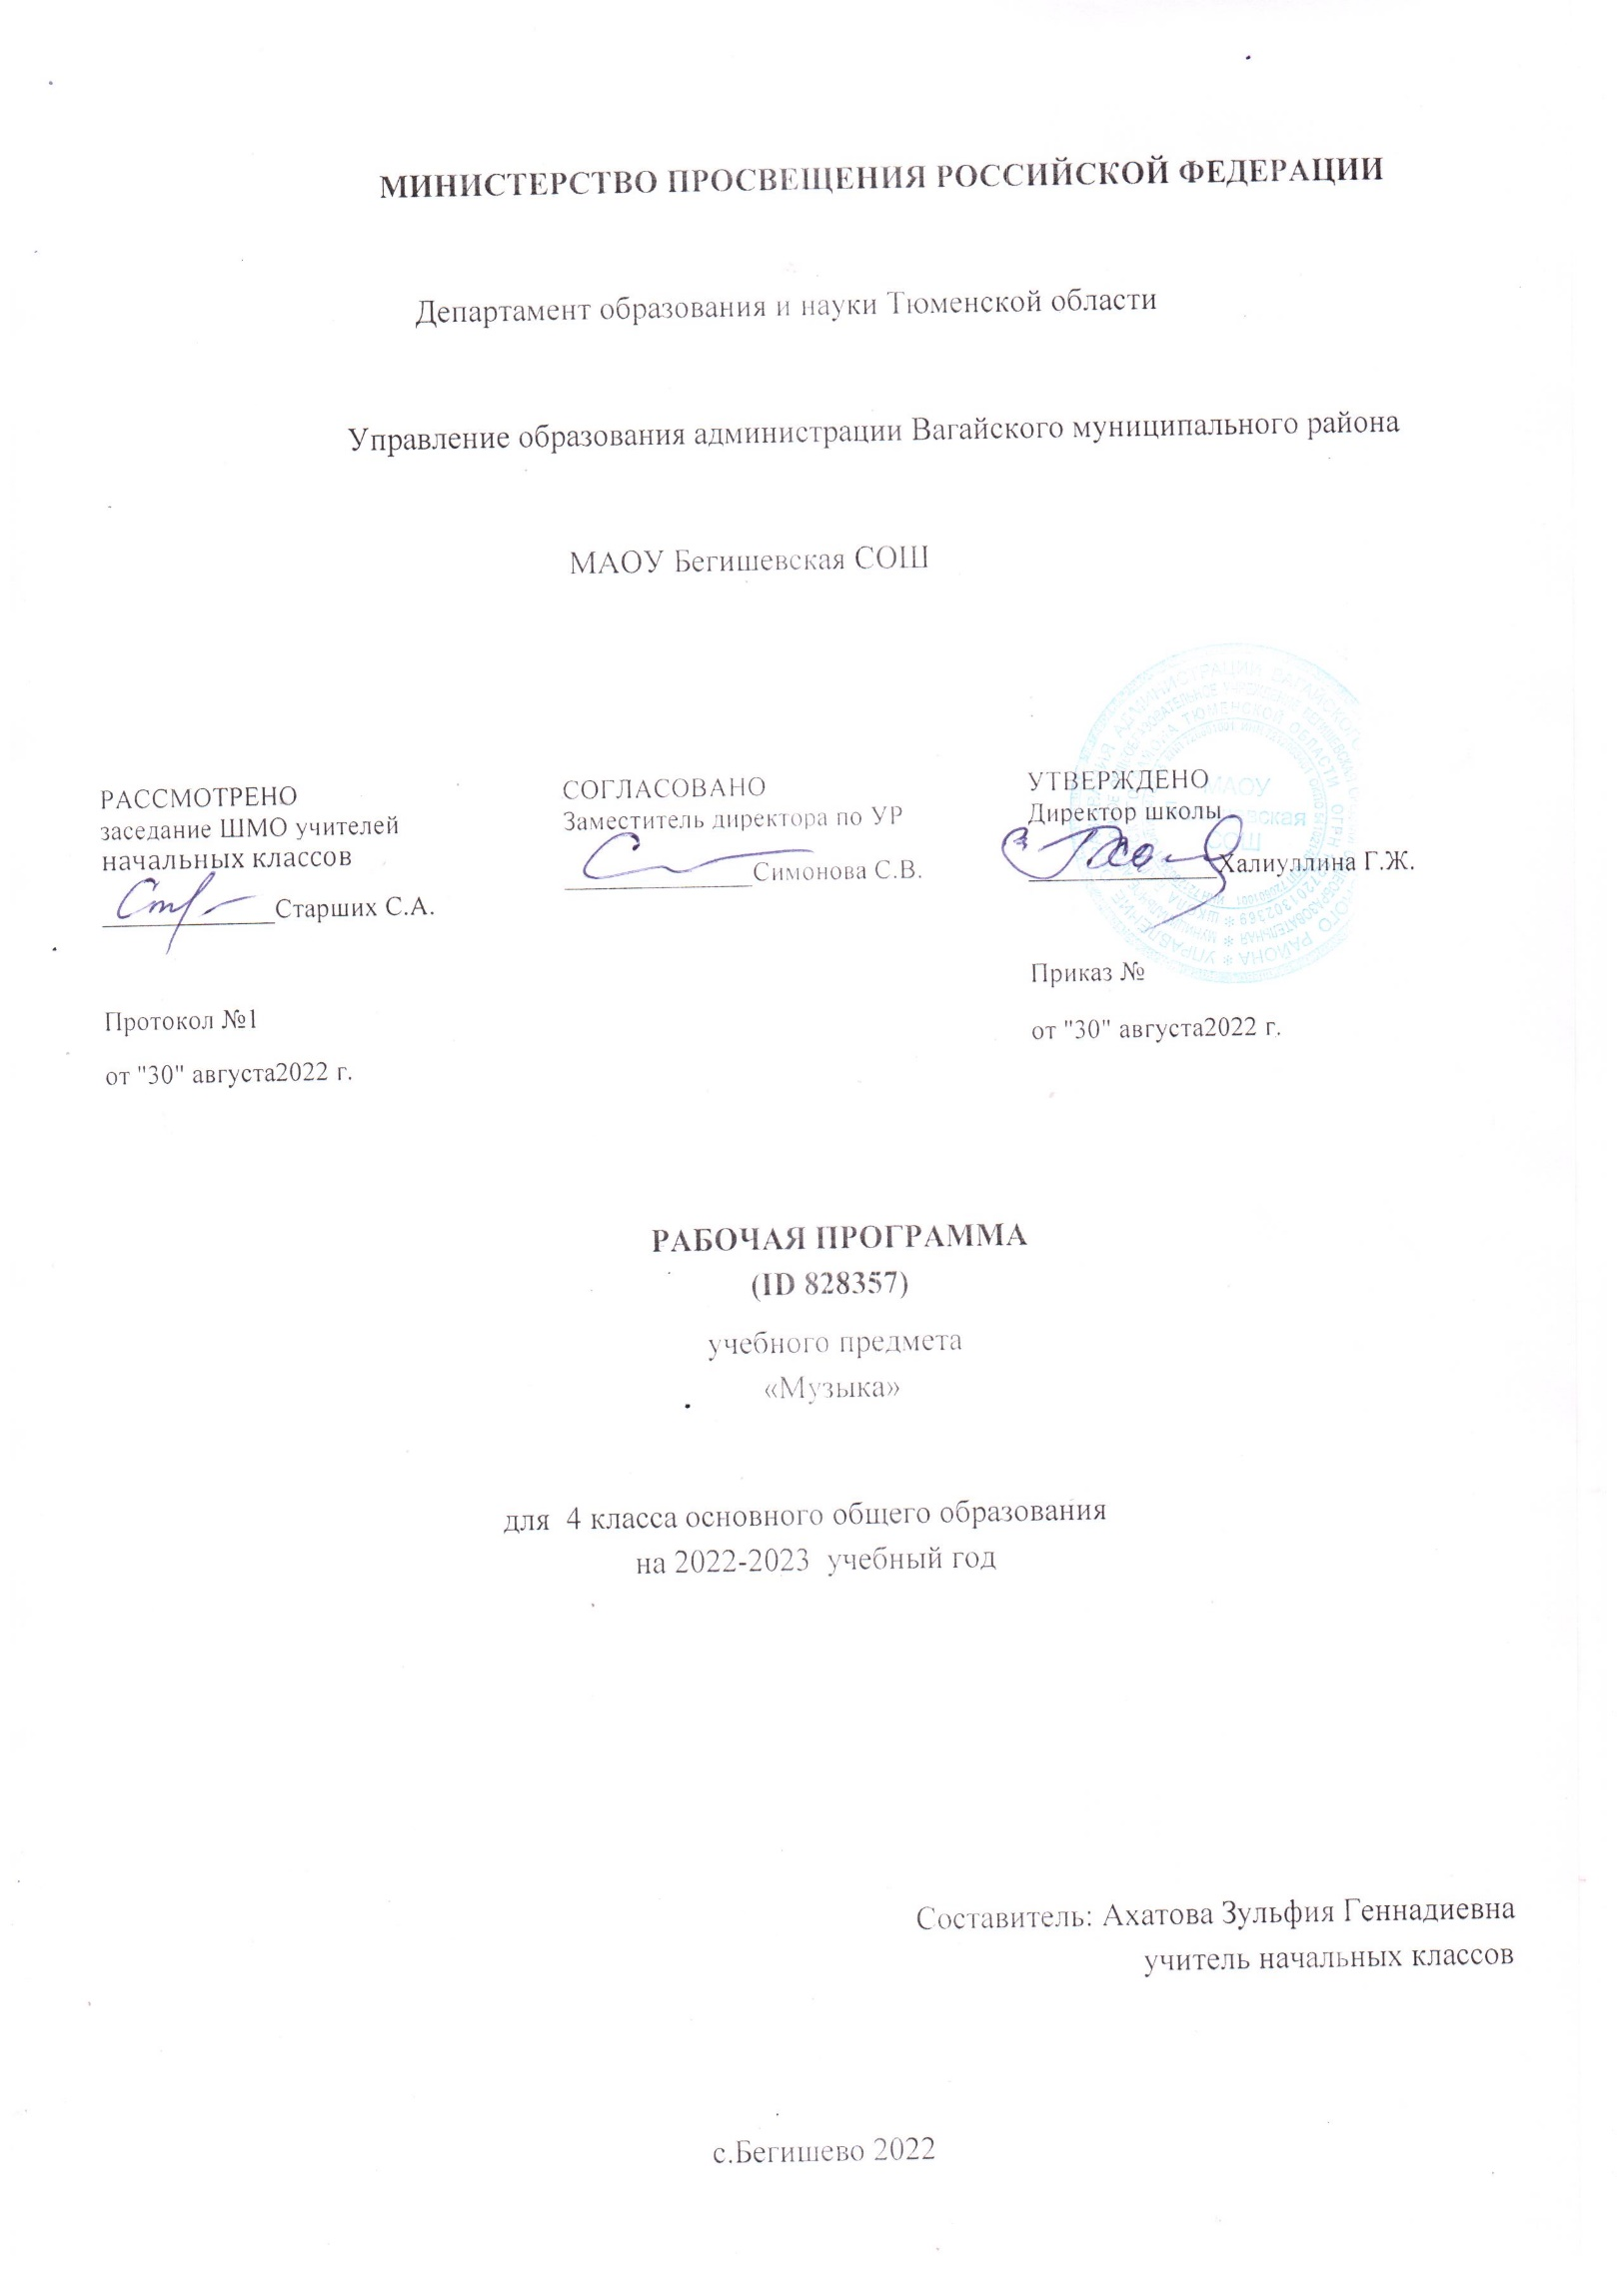 МИНИСТЕРСТВО ПРОСВЕЩЕНИЯ РОССИЙСКОЙ ФЕДЕРАЦИИ
Департамент образования и науки Тюменской области
Управление образования администрации Вагайского муниципального района
МАОУ Бегишевская СОШ
РАССМОТРЕНО
заседание ШМО учителей
начальных классов
Старших С.А.
Протокол №1
от "30" августа2022 г.
СОГЛАСОВАНО
Заместитель директора по УР
Симонова С.В.
УТВЕРЖДЕНО
Директор школы
Халиуллина Г.Ж.
Приказ №
от "30" августа2022 г.
МАОУ
СОШ
РАБОЧАЯ ПРОГРАММА
(ID 828357)
учебного предмета
«Музыка»
для 4 класса основного общего образования
на 2022-2023 учебный год
Составитель: Ахатова Зульфия Геннадиевна
учитель начальных классов
с.Бегишево 2022